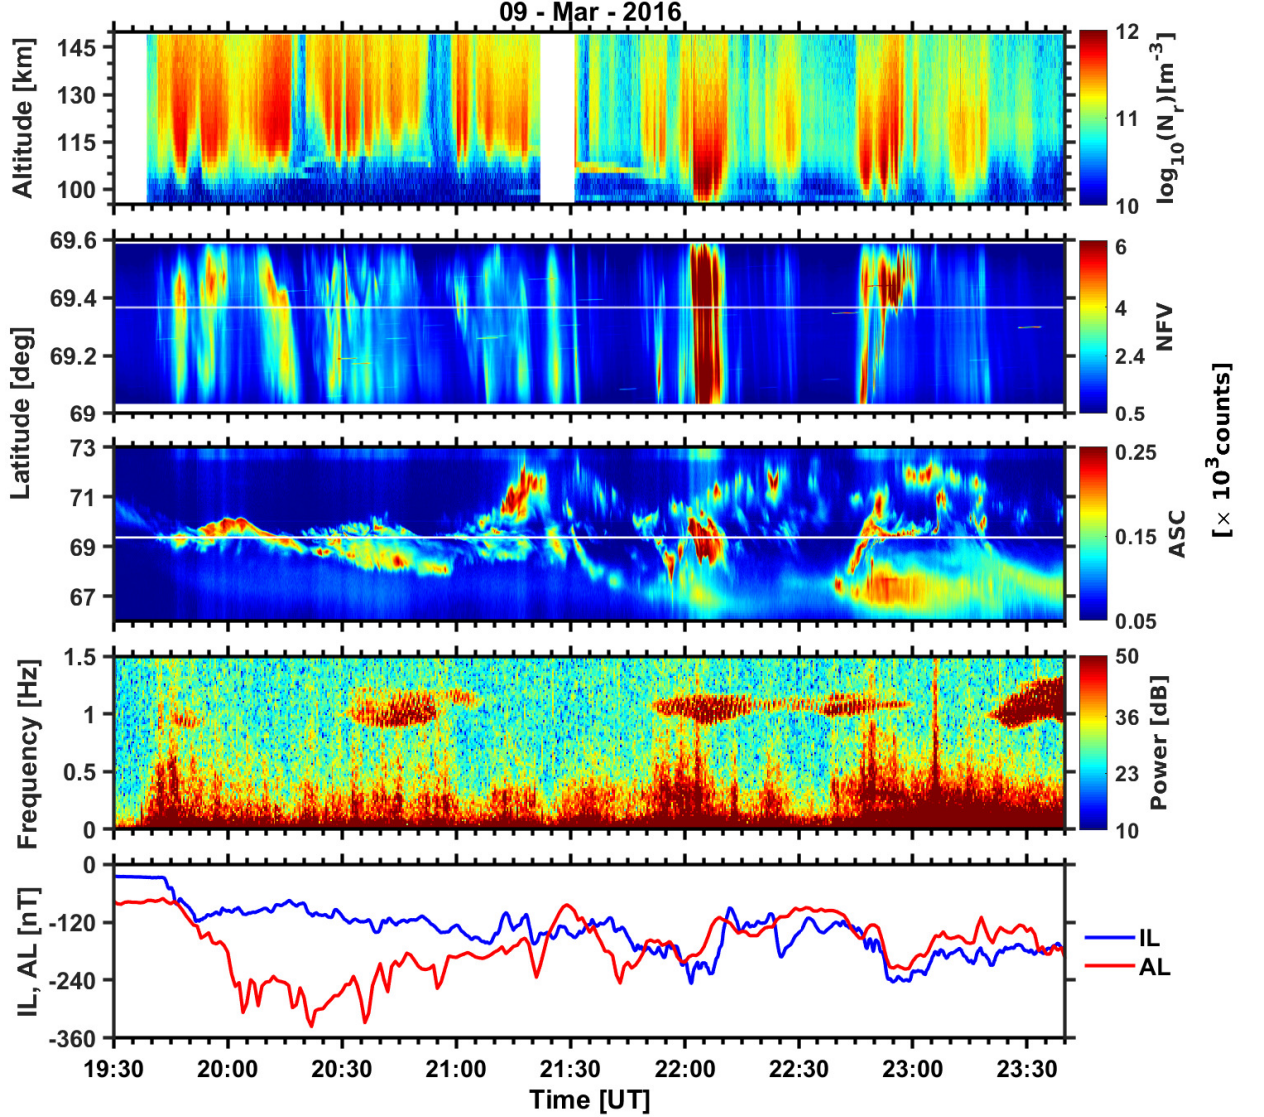 09 - Mar - 2016
Altitude [km]
145
130
115
100
12
11
10
log10(Nr)[m-3]
Latitude [deg]
69.6
69.4
69.2
69
6
4
2.4
0.5
NFV
[× 10³counts]
73
71
69
67
0.25
0.15
0.05
ASC
Frequency [Hz]
1.5
1
0.5
0
50
36
23
10
Power [dB]
IL, AL [nT]
0
-120
-240
-360
IL
AL
19:30 20:00 20:30 21:00 21:30 22:00 22:30 23:00 23:30
Time [UT]